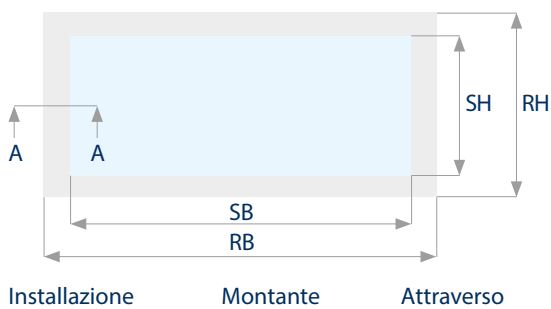 SH RH
A A
SB
RB
Installazione Montante Attraverso